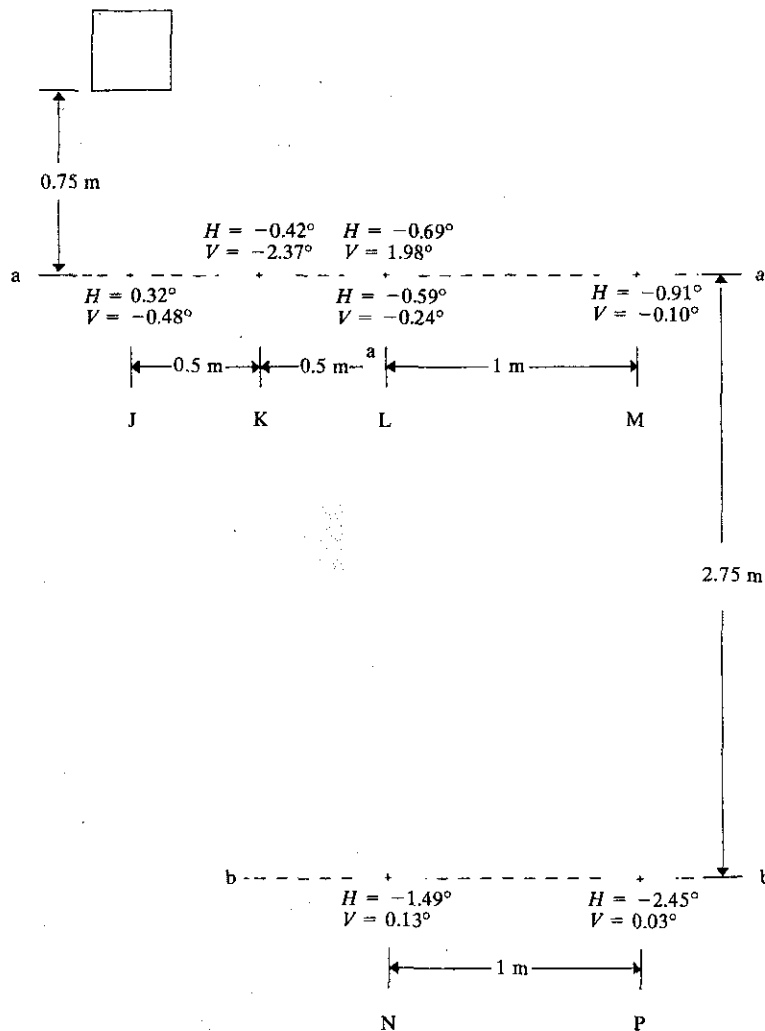 0.75 m
H = −0.42° H = −0.69°
V = −2.37° V = 1.98°
a a
H = 0.32° H = −0.59° H = −0.91°
V = −0.48° V = −0.24° V = −0.10°
0.5 m 0.5 m a 1 m
J K L M
2.75 m
b b
H = −1.49° H = −2.45°
V = 0.13° V = 0.03°
1 m
N P